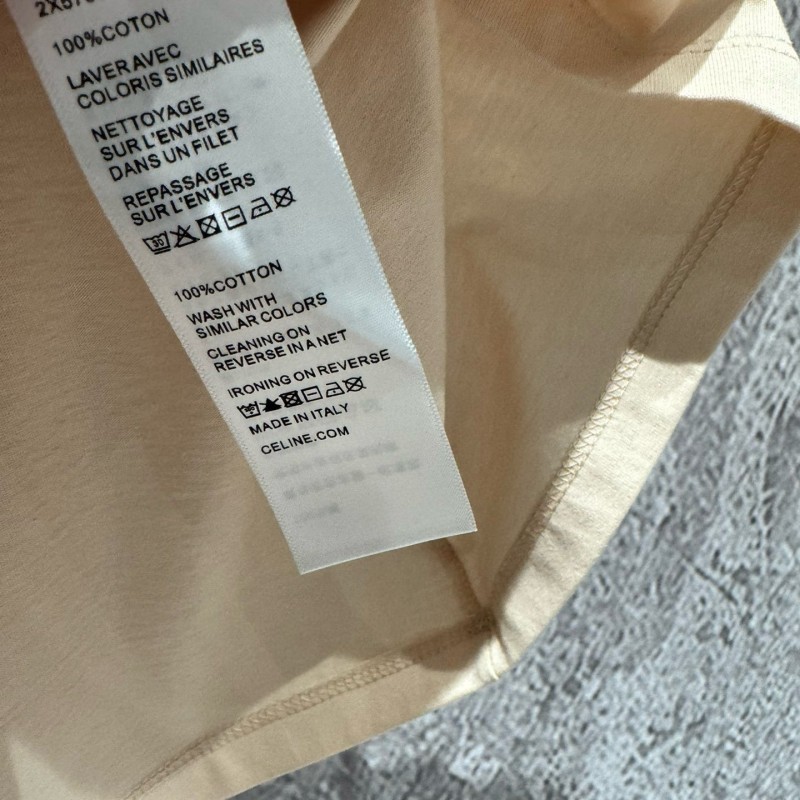 100%COTON
LAVER AVEC
COLORIS SIMILAIRES
NETTOYAGE
SUR L'ENVERS
DANS UN FILET
REPASSAGE
SUR L'ENVERS
30
100%COTTON
WASH WITH
SIMILAR COLORS
CLEANING ON
REVERSE IN A NET
IRONING ON REVERSE
MADE IN ITALY
CELINE.COM